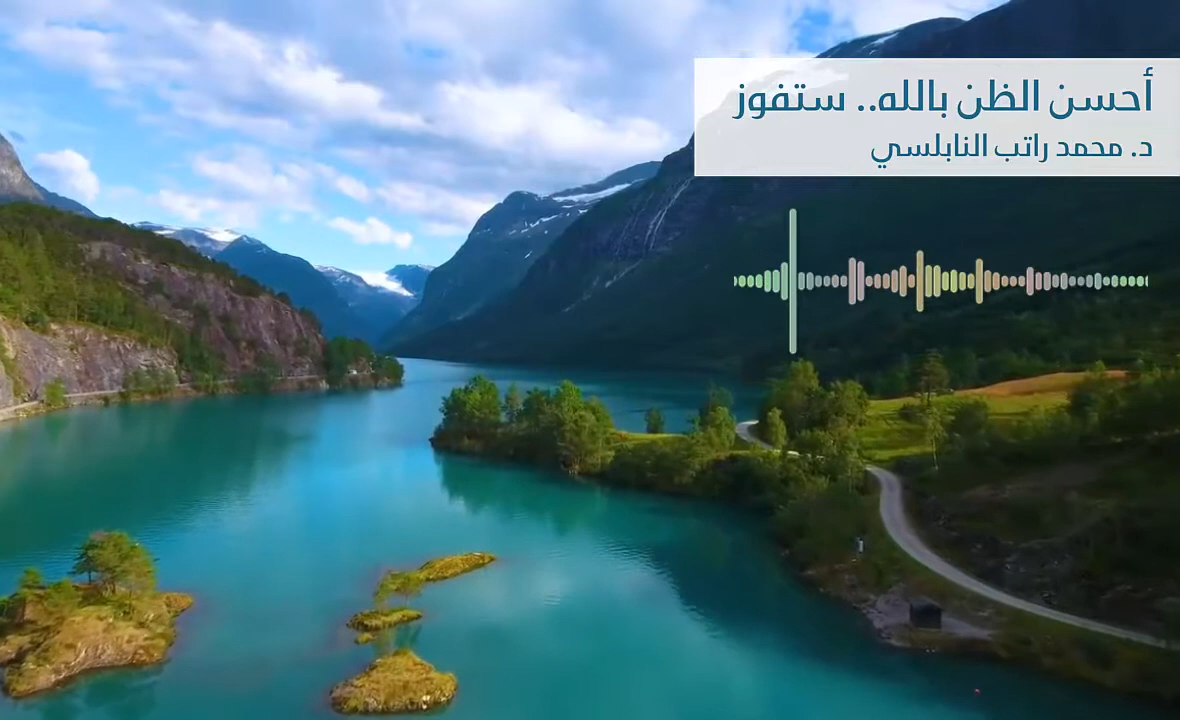 أحسن الظن بالله.. ستفوز
د. محمد راتب النابلسي